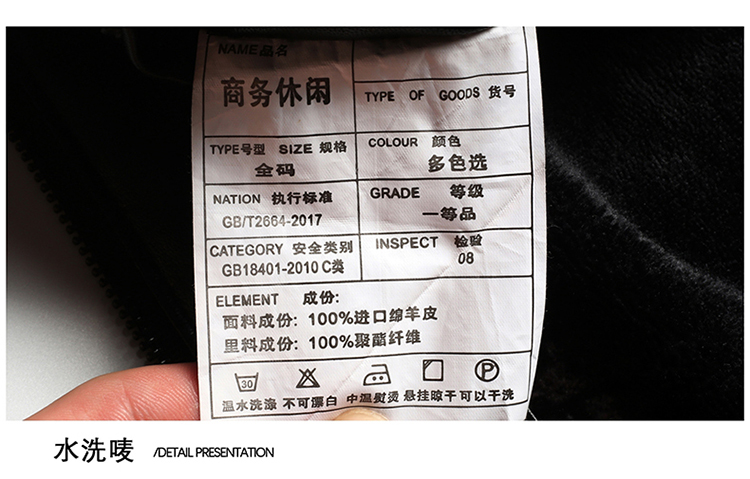 NAME品名
商务休闲
TYPE OF GOODS 货号
TYPE号型 SIZE 规格
全码
COLOUR 颜色
多色选
NATION 执行标准
GB/T2664-2017
GRADE 等级
一等品
CATEGORY 安全类别
GB18401-2010 C类
INSPECT 检验
08
ELEMENT 成份:
面料成份: 100%进口绵羊皮
里料成份: 100%聚酯纤维
30
P
温水洗涤 不可漂白 中温熨烫 悬挂晾干 可以干洗
水洗唛 /DETAIL PRESENTATION